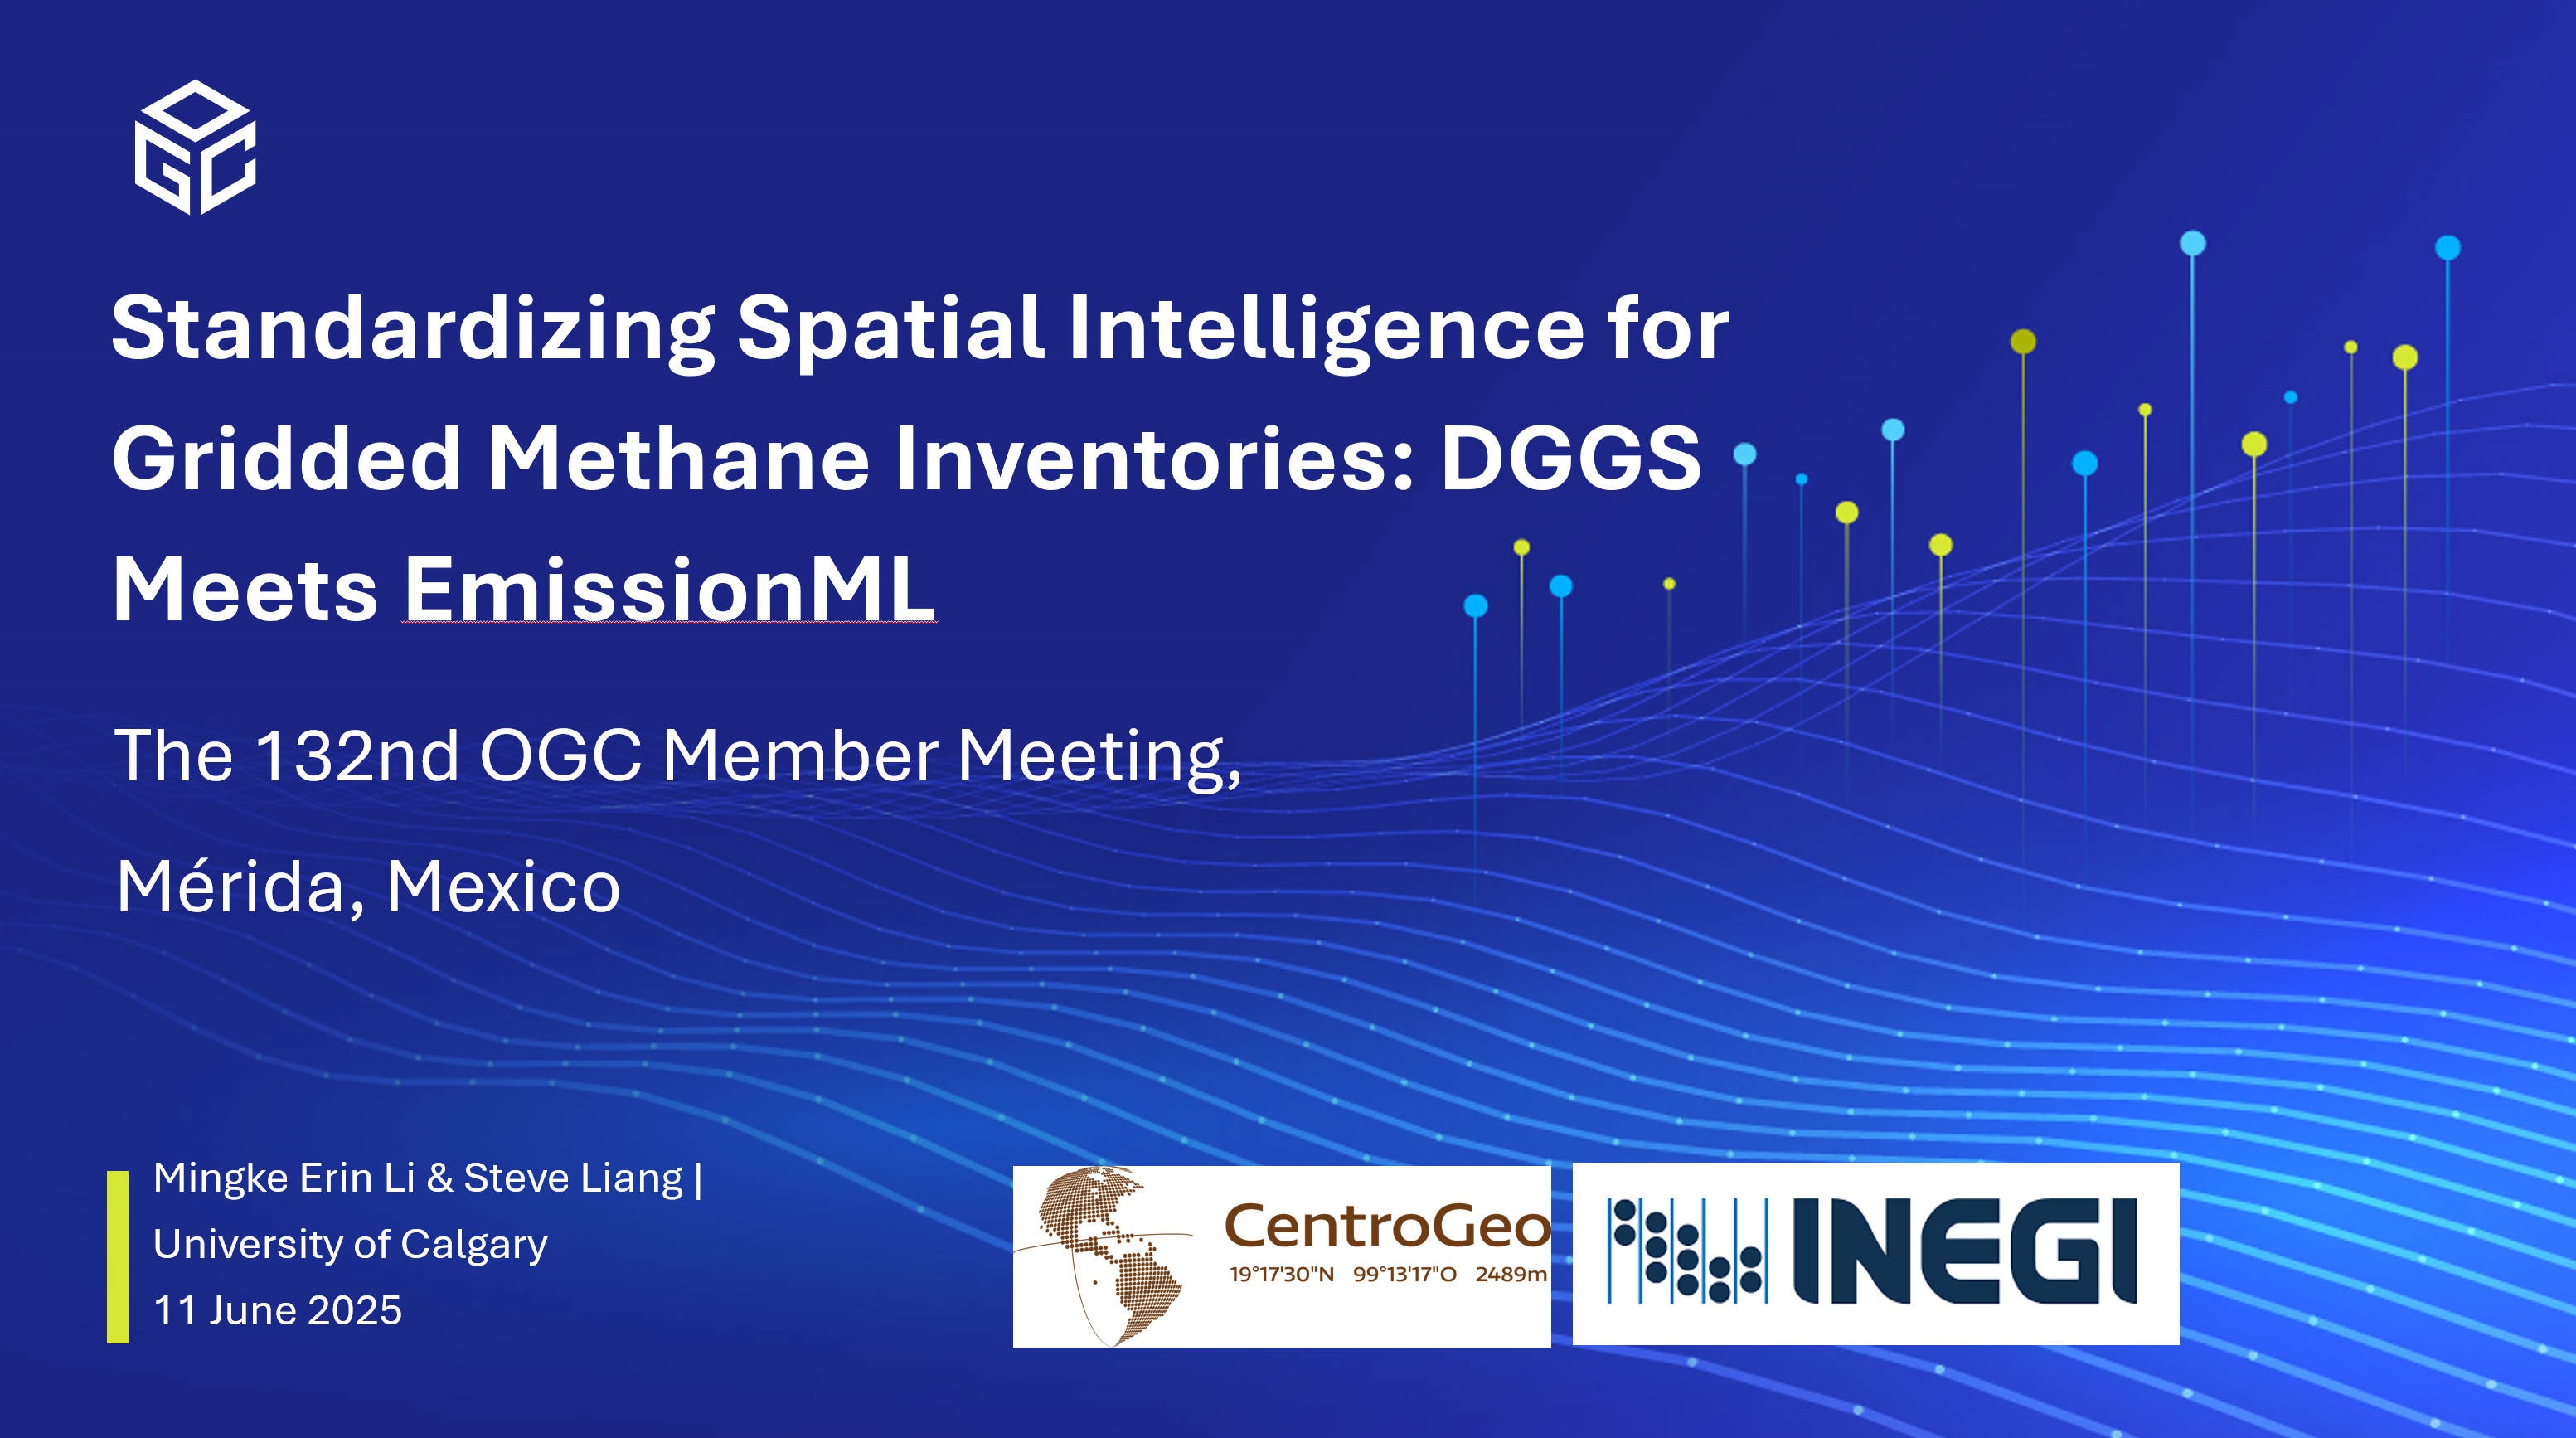 OGC
Standardizing Spatial Intelligence for
Gridded Methane Inventories: DGGS
Meets EmissionML
The 132nd OGC Member Meeting,
Mérida, Mexico
Mingke Erin Li & Steve Liang |
University of Calgary
11 June 2025
CentroGeo
19°17'30"N 99°13'17"O 2489m
INEGI